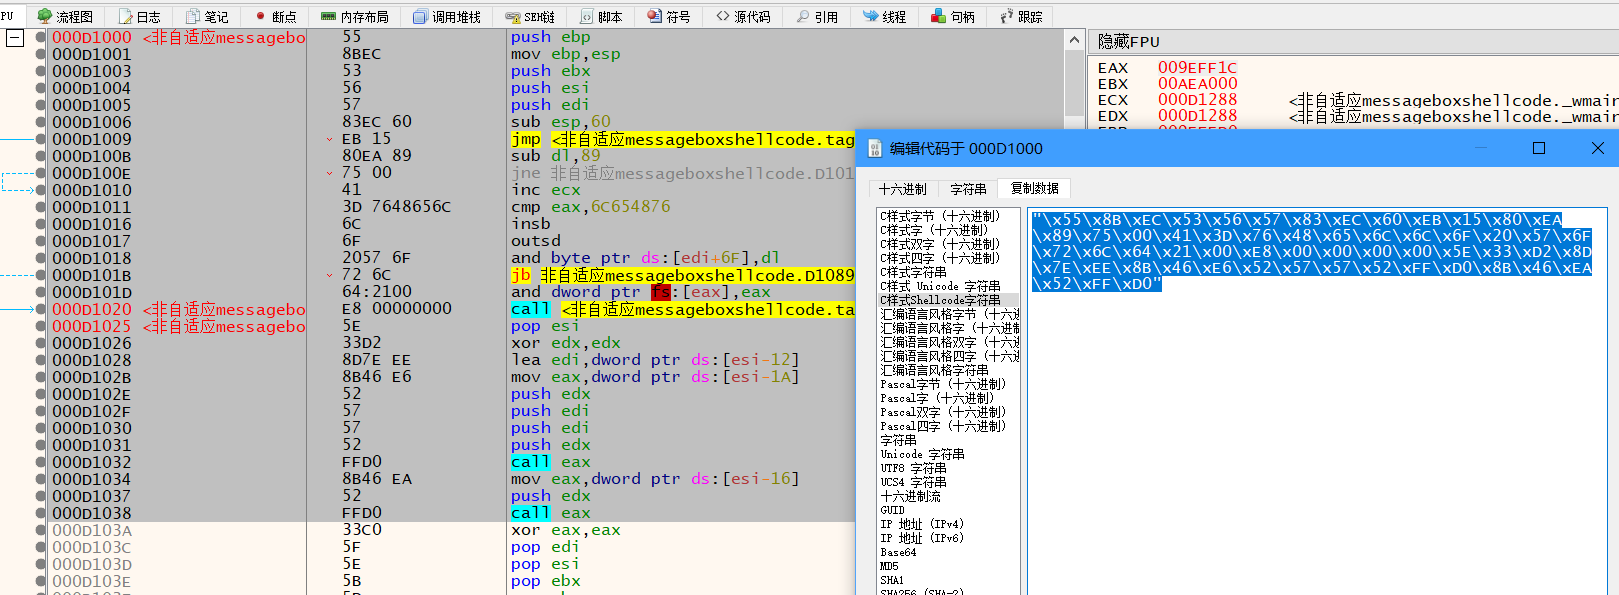 PU 流程图 日志 笔记 断点 内存布局 调用堆栈 SEH链 脚本 符号 源代码 引用 线程 句柄 跟踪
000D1000 <非自适应messagebo 55 push ebp
000D1001 8BEC mov ebp,esp
000D1003 53 push ebx
000D1004 56 push esi
000D1005 57 push edi
000D1006 83EC 60 sub esp,60
000D1009 EB 15 jmp <非自适应messageboxshellcode.tag
000D100B 80EA 89 sub dl,89
000D100E 75 00 jne 非自适应messageboxshellcode.D101
000D1010 41 inc ecx
000D1011 3D 7648656C cmp eax,6C654876
000D1016 6C insb
000D1017 6F outsd
000D1018 2057 6F and byte ptr ds:[edi+6F],dl
000D101B 72 6C jb 非自适应messageboxshellcode.D1089
000D101D 64:2100 and dword ptr fs:[eax],eax
000D1020 <非自适应messagebo E8 00000000 call <非自适应messageboxshellcode.ta
000D1025 <非自适应messagebo 5E pop esi
000D1026 33D2 xor edx,edx
000D1028 8D7E EE lea edi,dword ptr ds:[esi-12]
000D102B 8B46 E6 mov eax,dword ptr ds:[esi-1A]
000D102E 52 push edx
000D102F 57 push edi
000D1030 57 push edi
000D1031 52 push edx
000D1032 FFD0 call eax
000D1034 8B46 EA mov eax,dword ptr ds:[esi-16]
000D1037 52 push edx
000D1038 FFD0 call eax
000D103A 33C0 xor eax,eax
000D103C 5F pop edi
000D103D 5E pop esi
000D103E 5B pop ebx
隐藏FPU
EAX 009EFF1C
EBX 00AEA000
ECX 000D1288 <非自适应messageboxshellcode._wmain
EDX 000D1288 <非自适应messageboxshellcode._wmain
编辑代码于 000D1000
十六进制 字符串 复制数据
C样式字节 (十六进制)
C样式字 (十六进制)
C样式双字 (十六进制)
C样式四字 (十六进制)
C样式字符串
C样式 Unicode 字符串
C样式Shellcode字符串
汇编语言风格字节 (十六进
汇编语言风格字 (十六进制
汇编语言风格双字 (十六进
汇编语言风格四字 (十六进
汇编语言风格字符串
Pascal字节 (十六进制)
Pascal字 (十六进制)
Pascal双字 (十六进制)
Pascal四字 (十六进制)
字符串
Unicode 字符串
UTF8 字符串
UCS4 字符串
十六进制流
GUID
IP 地址 (IPv4)
IP 地址 (IPv6)
Base64
MD5
SHA1
SHA256 (SHA-2)
"\x55\x8B\xEC\x53\x56\x57\x83\xEC\x60\xEB\x15\x80\xEA
\x89\x75\x00\x41\x3D\x76\x48\x65\x6C\x6C\x6F\x20\x57\x6F
\x72\x6C\x64\x21\x00\xE8\x00\x00\x00\x00\x5E\x33\xD2\x8D
\x7E\xEE\x8B\x46\xE6\x52\x57\x57\x52\xFF\xD0\x8B\x46\xEA
\x52\xFF\xD0"